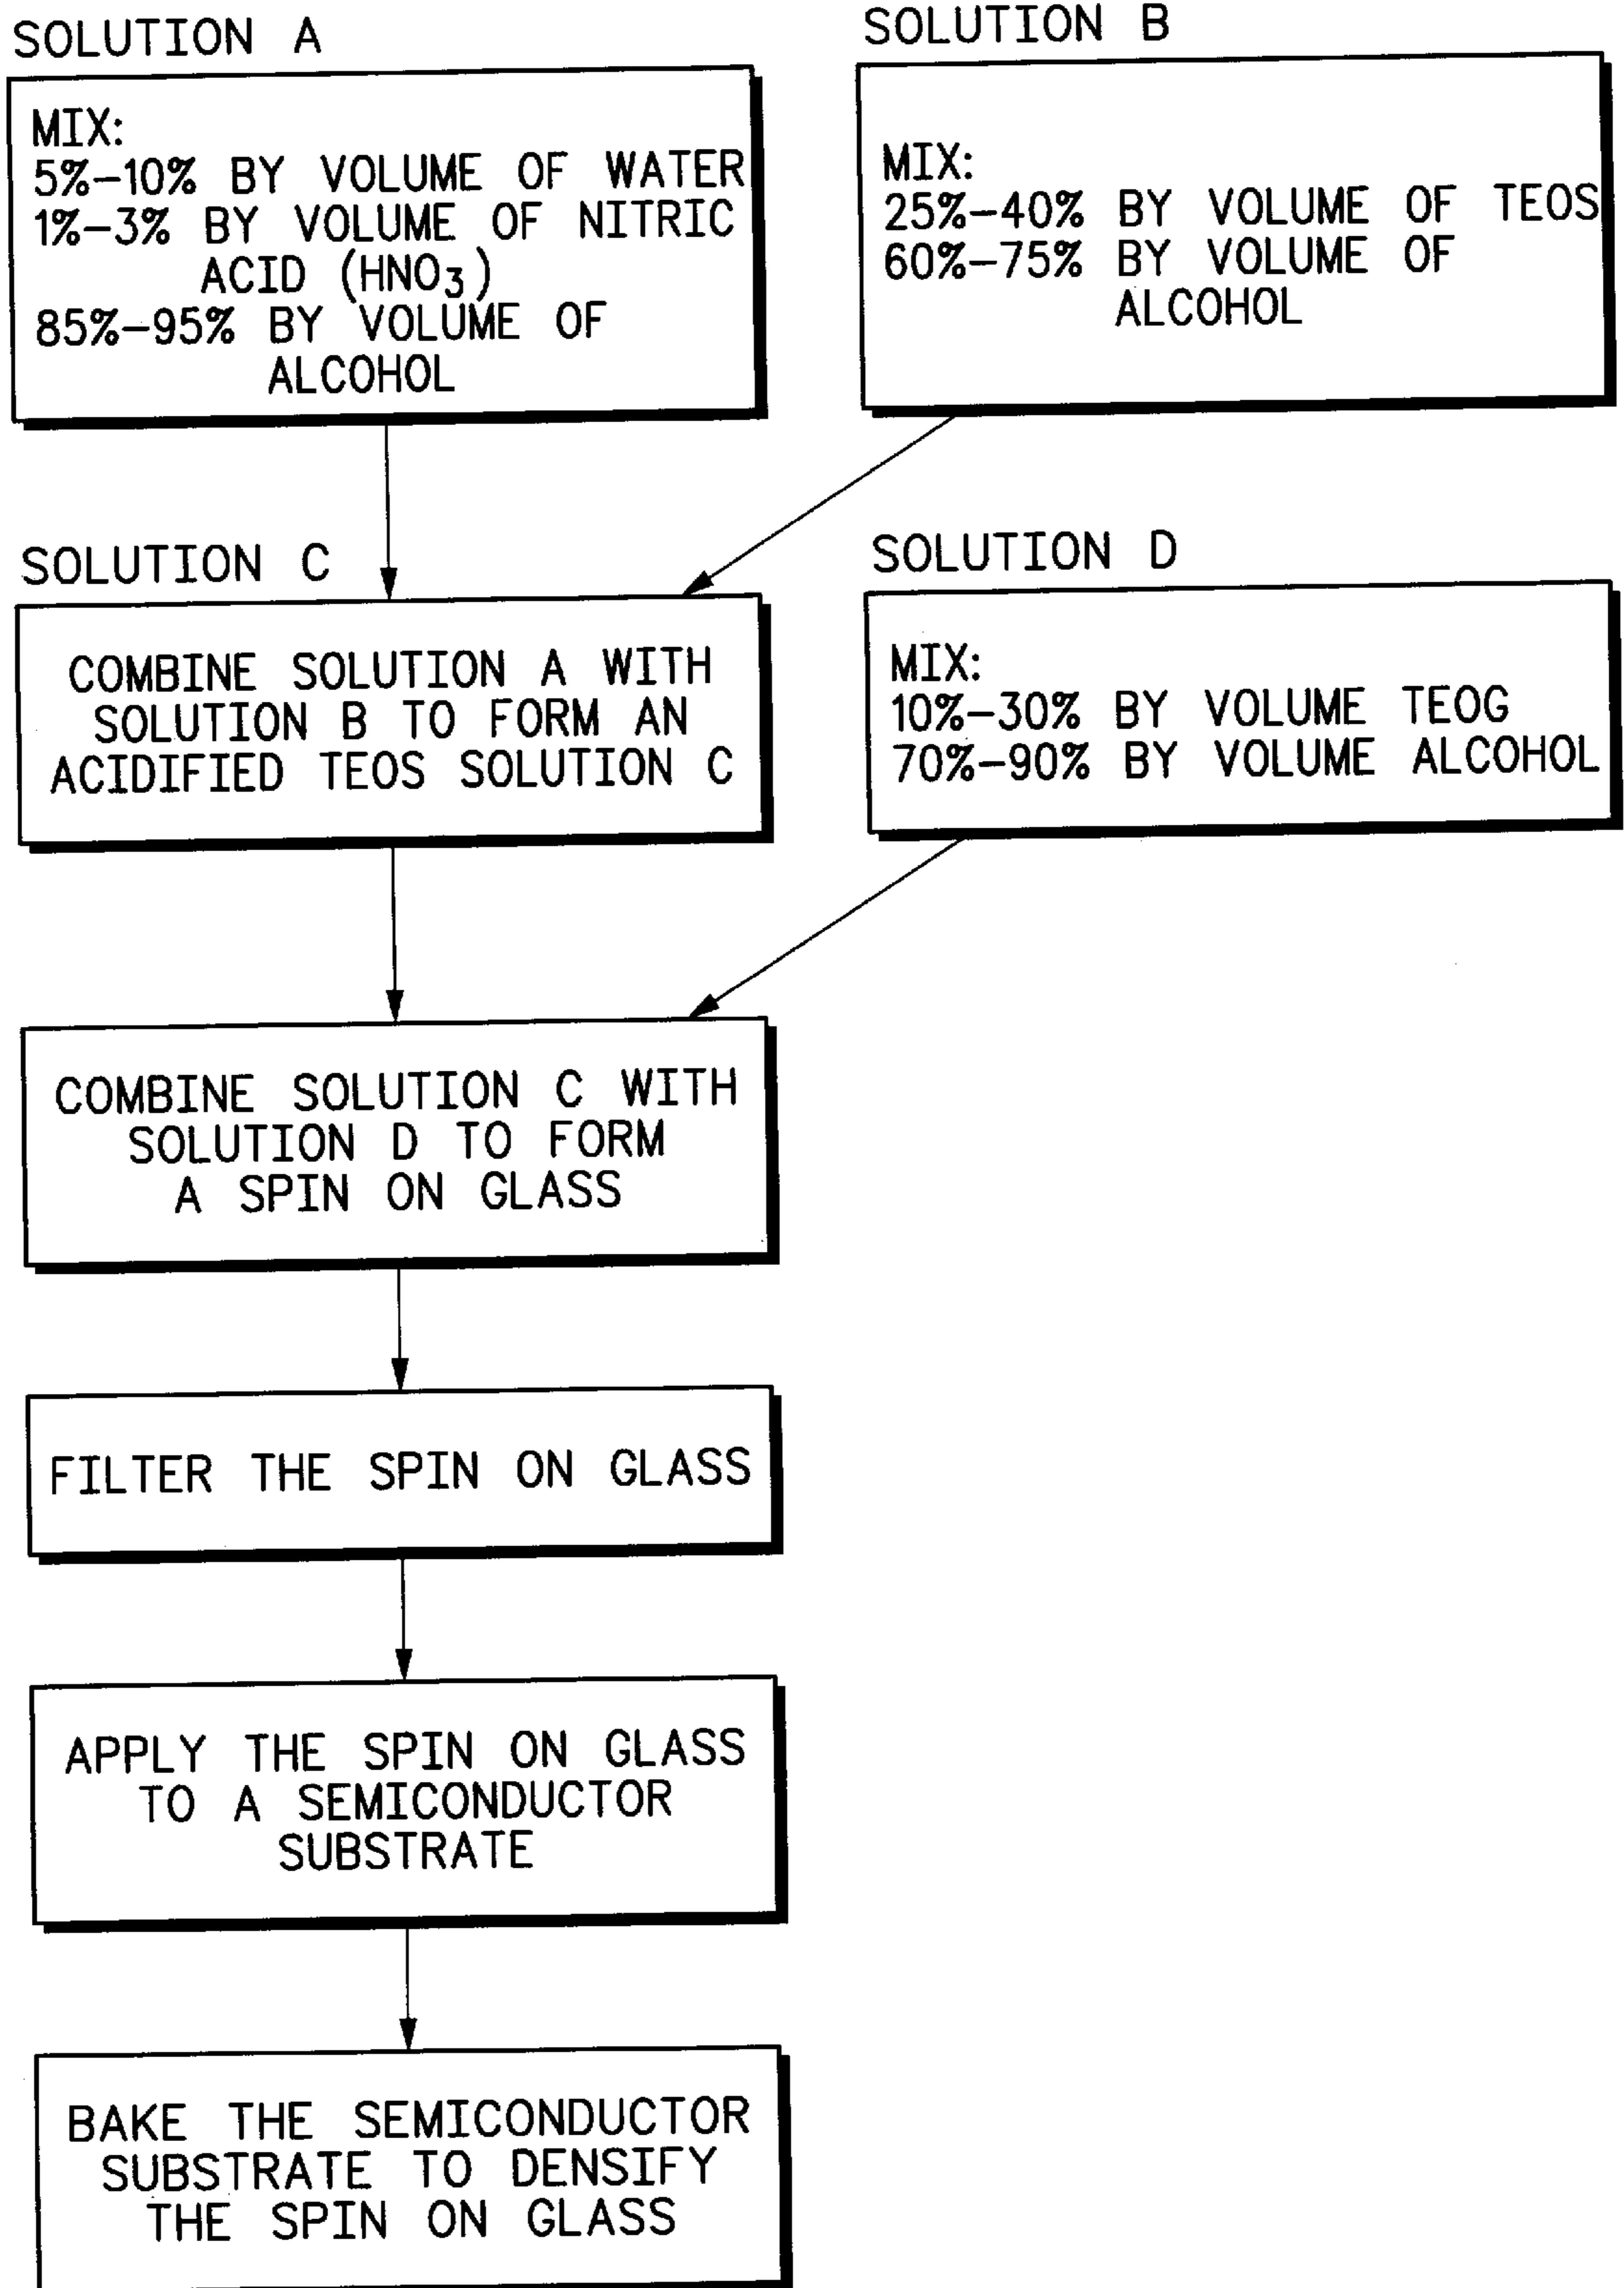 SOLUTION A
MIX:
5%-10% BY VOLUME OF WATER
1%-3% BY VOLUME OF NITRIC
ACID (HNO₃)
85%-95% BY VOLUME OF
ALCOHOL
SOLUTION B
MIX:
25%-40% BY VOLUME OF TEOS
60%-75% BY VOLUME OF
ALCOHOL
SOLUTION C
COMBINE SOLUTION A WITH
SOLUTION B TO FORM AN
ACIDIFIED TEOS SOLUTION C
SOLUTION D
MIX:
10%-30% BY VOLUME TEOG
70%-90% BY VOLUME ALCOHOL
COMBINE SOLUTION C WITH
SOLUTION D TO FORM
A SPIN ON GLASS
FILTER THE SPIN ON GLASS
APPLY THE SPIN ON GLASS
TO A SEMICONDUCTOR
SUBSTRATE
BAKE THE SEMICONDUCTOR
SUBSTRATE TO DENSIFY
THE SPIN ON GLASS